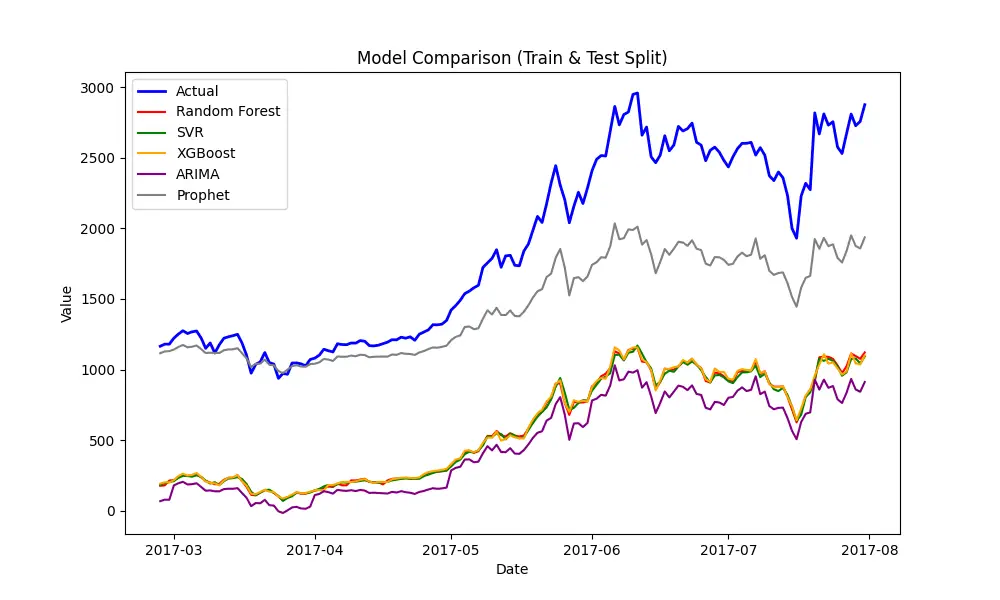 Model Comparison (Train & Test Split)
Actual
Random Forest
SVR
XGBoost
ARIMA
Prophet
3000
2500
2000
1500
1000
500
0
Value
2017-03 2017-04 2017-05 2017-06 2017-07 2017-08
Date